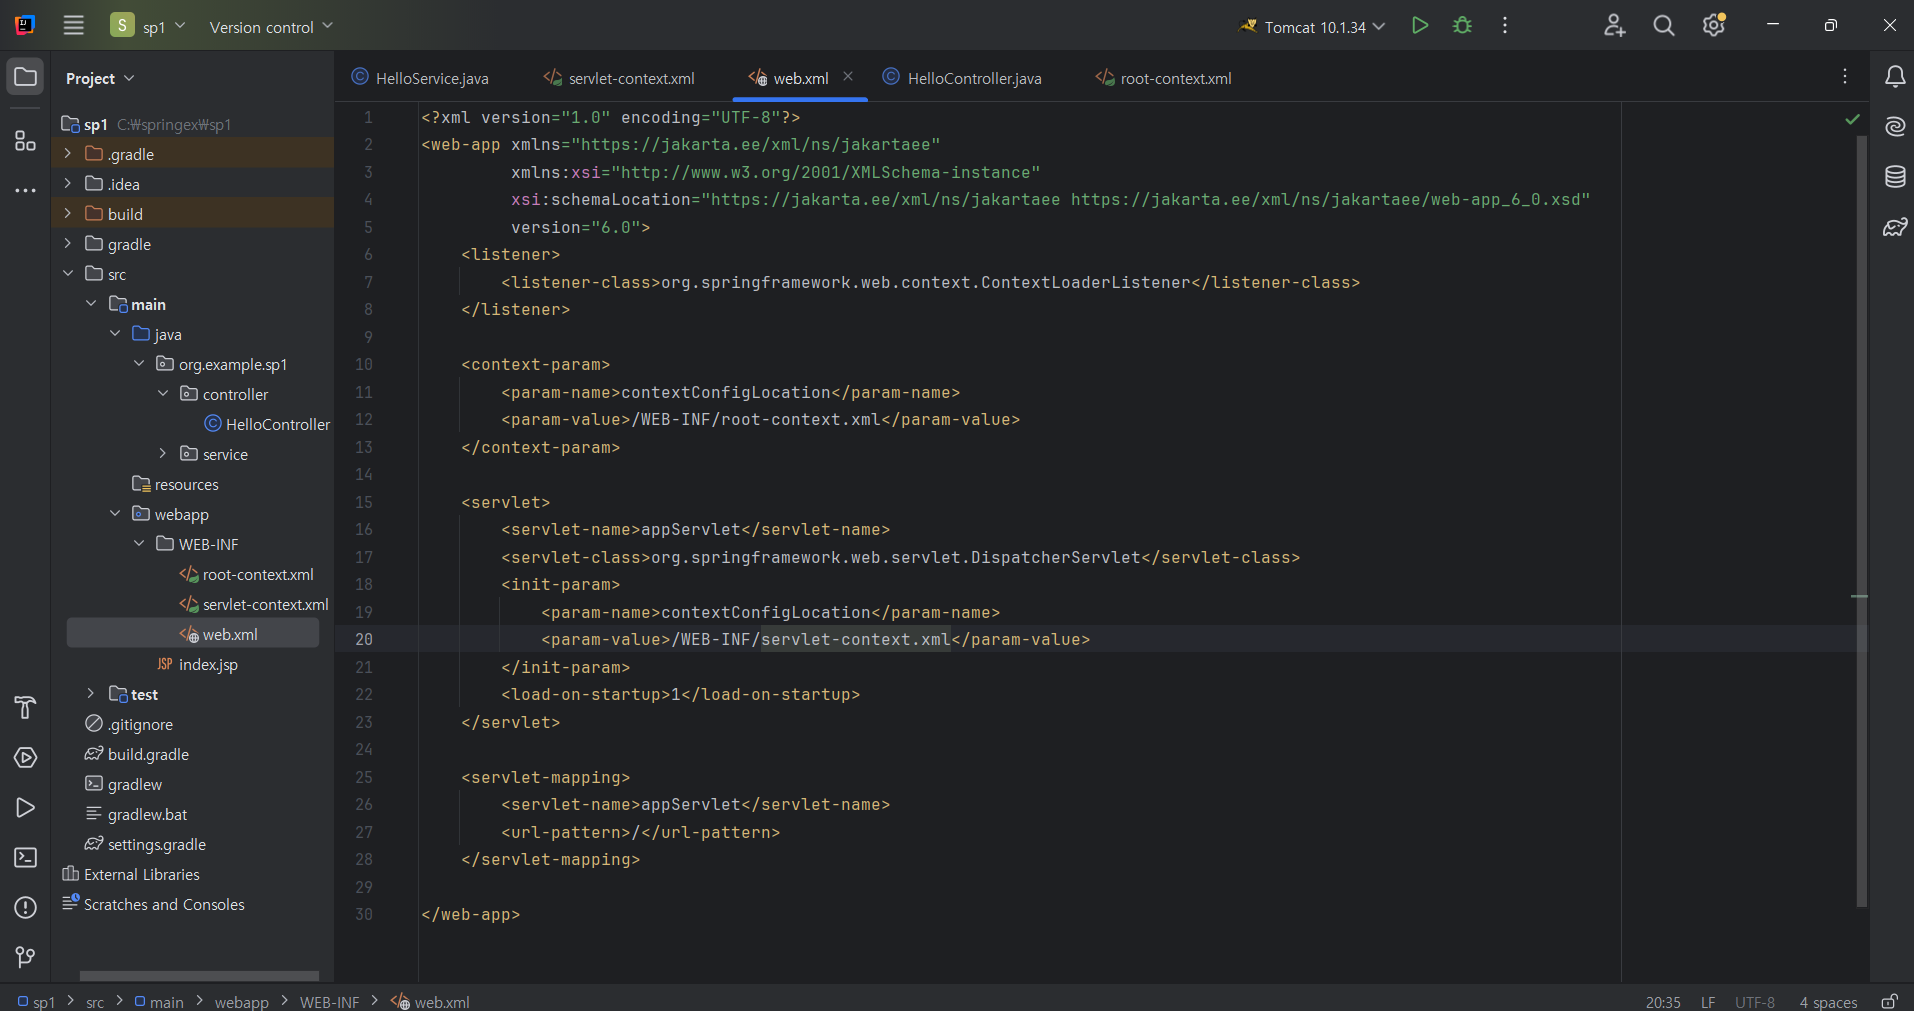 S sp1 Version control Tomcat 10.1.34
Project
sp1 C:₩springex₩sp1
.gradle
.idea
build
gradle
src
main
java
org.example.sp1
controller
HelloController
service
resources
webapp
WEB-INF
root-context.xml
servlet-context.xml
web.xml
JSP index.jsp
test
.gitignore
build.gradle
gradlew
gradlew.bat
settings.gradle
External Libraries
Scratches and Consoles
HelloService.java servlet-context.xml web.xml HelloController.java root-context.xml
1 <?xml version="1.0" encoding="UTF-8"?>
2 <web-app xmlns="https://jakarta.ee/xml/ns/jakartaee"
3 xmlns:xsi="http://www.w3.org/2001/XMLSchema-instance"
4 xsi:schemaLocation="https://jakarta.ee/xml/ns/jakartaee https://jakarta.ee/xml/ns/jakartaee/web-app_6_0.xsd"
5 version="6.0">
6 <listener>
7 <listener-class>org.springframework.web.context.ContextLoaderListener</listener-class>
8 </listener>
9
10 <context-param>
11 <param-name>contextConfigLocation</param-name>
12 <param-value>/WEB-INF/root-context.xml</param-value>
13 </context-param>
14
15 <servlet>
16 <servlet-name>appServlet</servlet-name>
17 <servlet-class>org.springframework.web.servlet.DispatcherServlet</servlet-class>
18 <init-param>
19 <param-name>contextConfigLocation</param-name>
20 <param-value>/WEB-INF/servlet-context.xml</param-value>
21 </init-param>
22 <load-on-startup>1</load-on-startup>
23 </servlet>
24
25 <servlet-mapping>
26 <servlet-name>appServlet</servlet-name>
27 <url-pattern>/</url-pattern>
28 </servlet-mapping>
29
30 </web-app>
sp1 > src > main > webapp > WEB-INF > web.xml 20:35 LF UTF-8 4 spaces